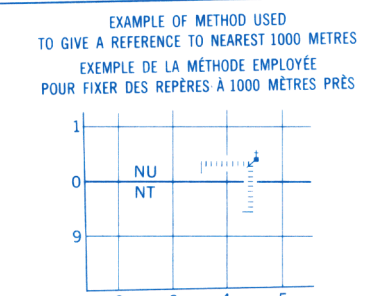 EXAMPLE OF METHOD USED
TO GIVE A REFERENCE TO NEAREST 1000 METRES
EXEMPLE DE LA MÉTHODE EMPLOYÉE
POUR FIXER DES REPÈRES À 1000 MÈTRES PRÈS
1
NU
0
NT
9